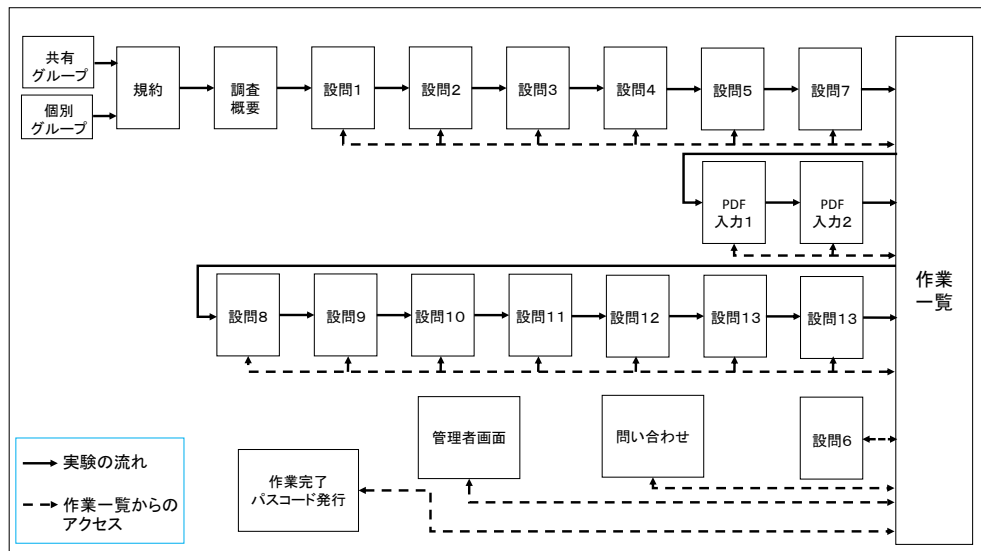 共有
グループ
個別
グループ
規約
調査
概要
設問１
設問２
設問３
設問４
設問５
設問７
PDF
入力１
PDF
入力２
作業
一覧
設問８
設問９
設問１０
設問１１
設問１２
設問１３
設問１３
管理者画面
問い合わせ
設問６
作業完了
パスコード発行
実験の流れ
作業一覧からの
アクセス